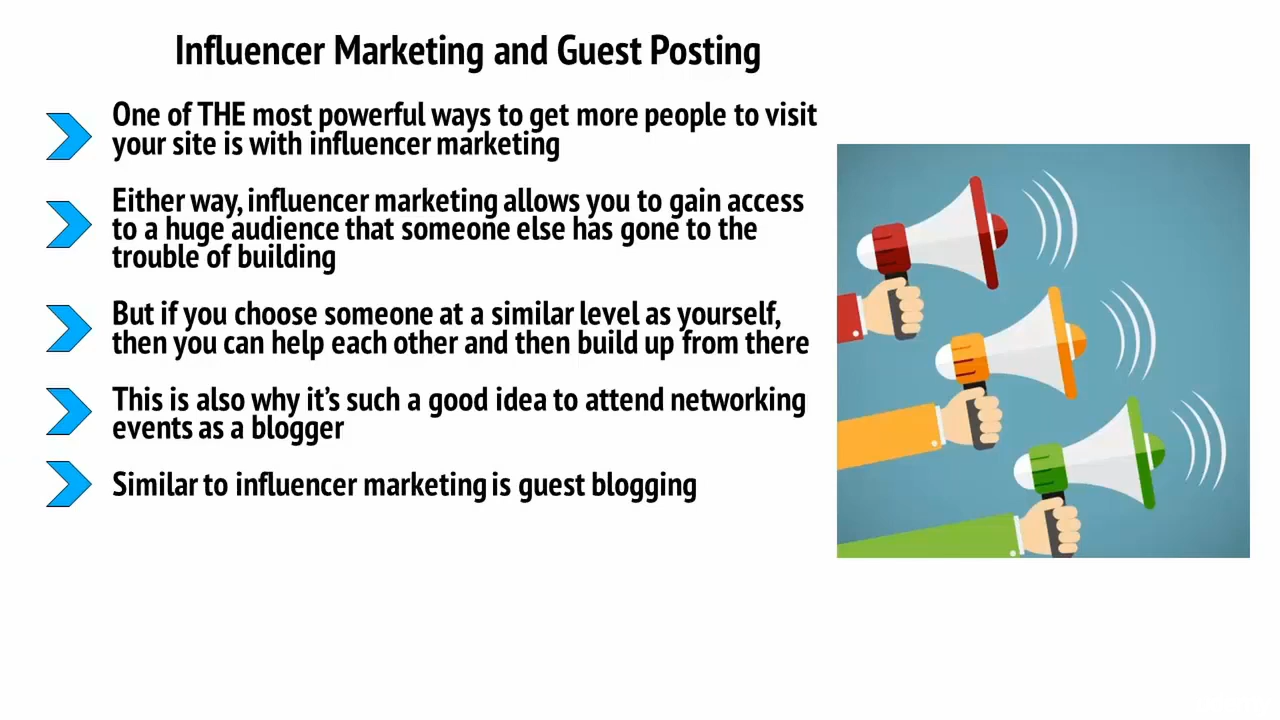 Influencer Marketing and Guest Posting
One of THE most powerful ways to get more people to visit
your site is with influencer marketing
Either way, influencer marketing allows you to gain access
to a huge audience that someone else has gone to the
trouble of building
But if you choose someone at a similar level as yourself,
then you can help each other and then build up from there
This is also why it's such a good idea to attend networking
events as a blogger
Similar to influencer marketing is guest blogging